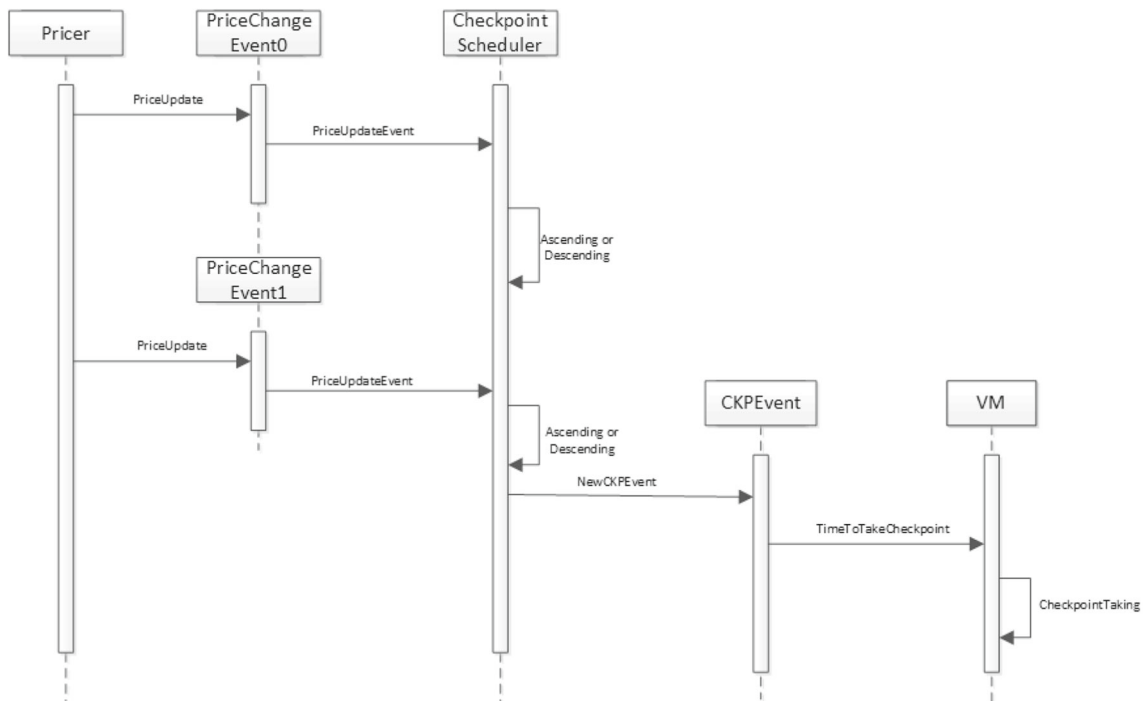 Pricer
PriceChange
Event0
Checkpoint
Scheduler
PriceUpdate
PriceUpdateEvent
Ascending or
Descending
PriceChange
Event1
PriceUpdate
PriceUpdateEvent
CKPEvent
VM
Ascending or
Descending
NewCKPEvent
TimeToTakeCheckpoint
CheckpointTaking